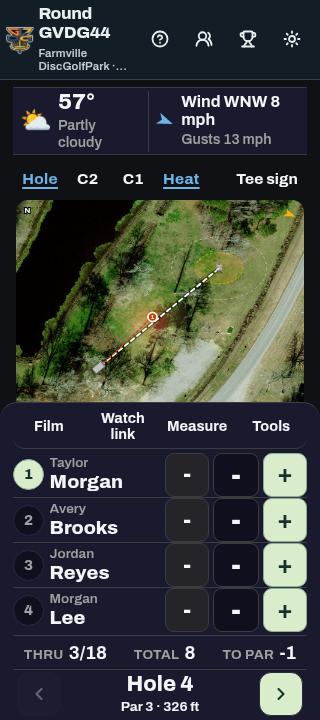 Round
GVDG44
Farmville
DiscGolfPark ·...
57°
Partly
cloudy
Wind WNW 8
mph
Gusts 13 mph
Hole C2 C1 Heat Tee sign
N
1
Film Watch
link Measure Tools
1 Taylor
Morgan - - +
2 Avery
Brooks - - +
3 Jordan
Reyes - - +
4 Morgan
Lee - - +
THRU 3/18 TOTAL 8 TO PAR -1
Hole 4
Par 3 · 326 ft